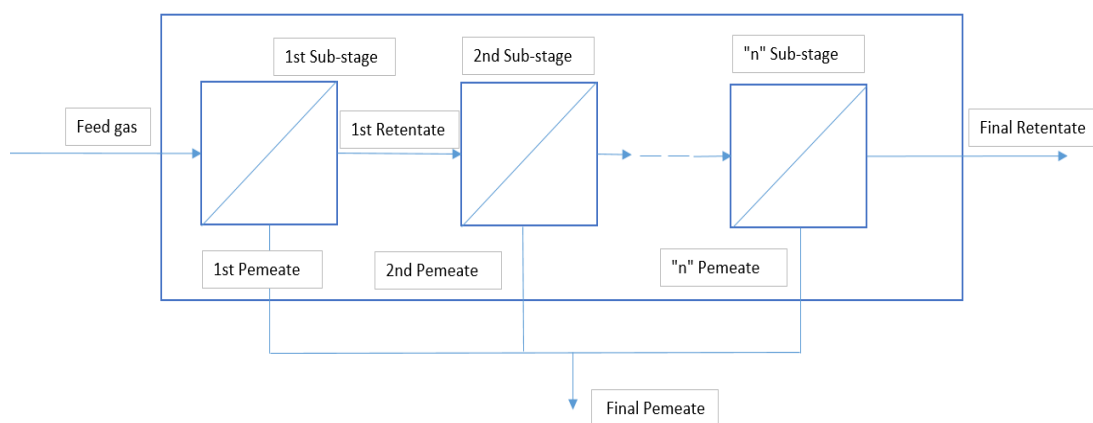 1st Sub-stage
2nd Sub-stage
"n" Sub-stage
Feed gas
1st Retentate
Final Retentate
1st Pemeate
2nd Pemeate
"n" Pemeate
Final Pemeate